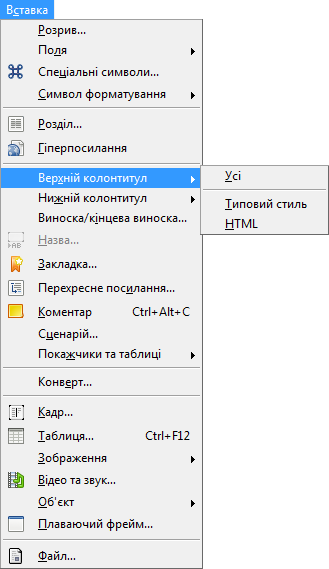 Вставка
Розрив...
Поля
Спеціальні символи...
Символ форматування
Розділ...
Гіперпосилання
Верхній колонтитул
Усі
Типовий стиль
HTML
Нижній колонтитул
Виноска/кінцева виноска...
Назва...
Закладка...
Перехресне посилання...
Коментар Ctrl+Alt+C
Сценарій...
Покажчики та таблиці
Конверт...
Кадр...
Таблиця... Ctrl+F12
Зображення
Відео та звук...
Об'єкт
Плаваючий фрейм...
Файл...